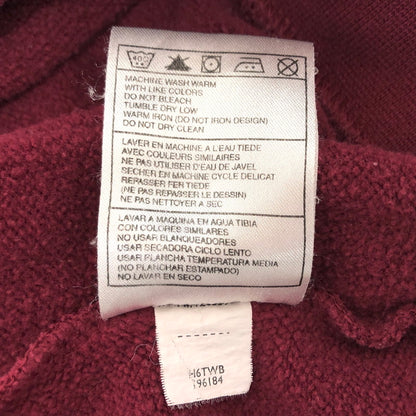 40°
MACHINE WASH WARM
WITH LIKE COLORS
DO NOT BLEACH
TUMBLE DRY LOW
WARM IRON (DO NOT IRON DESIGN)
DO NOT DRY CLEAN
LAVER EN MACHINE A L'EAU TIEDE
AVEC COULEURS SIMILAIRES
NE PAS UTILISER D'EAU DE JAVEL
SECHER EN MACHINE CYCLE DELICAT
REPASSER FER TIEDE
(NE PAS REPASSER LE DESSIN)
NE PAS NETTOYER A SEC
LAVAR A MAQUINA EN AGUA TIBIA
CON COLORES SIMILARES
NO USAR BLANQUEADORES
USAR SECADORA CICLO LENTO
USAR PLANCHA TEMPERATURA MEDIA
(NO PLANCHAR ESTAMPADO)
NO LAVAR EN SECO
H6TWB
196184